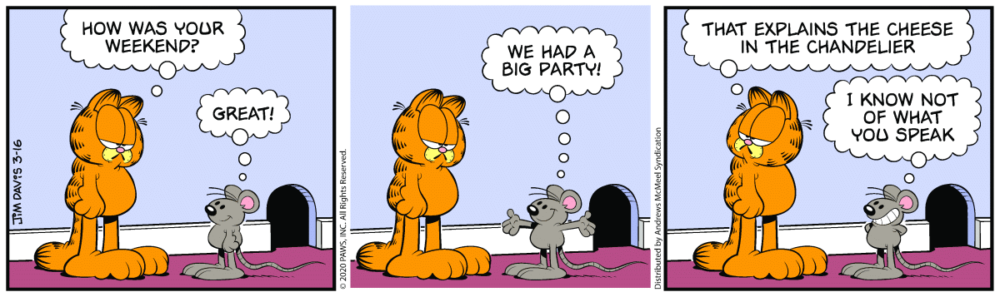 HOW WAS YOUR
WEEKEND?
GREAT!
JIM DAVIS 3-16
© 2020 PAWS, INC. All Rights Reserved.
WE HAD A
BIG PARTY!
Distributed by Andrews McMeel Syndication
THAT EXPLAINS THE CHEESE
IN THE CHANDELIER
I KNOW NOT
OF WHAT
YOU SPEAK